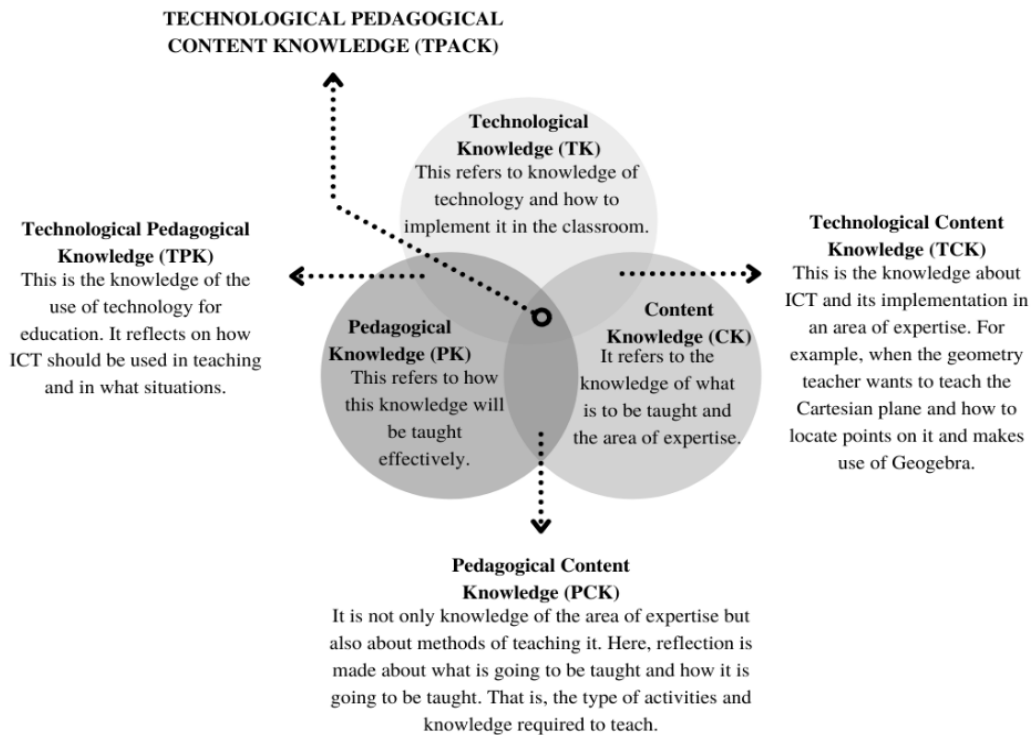 TECHNOLOGICAL PEDAGOGICAL
CONTENT KNOWLEDGE (TPACK)
Technological
Knowledge (TK)
This refers to knowledge of
technology and how to
implement it in the classroom.
Technological Pedagogical
Knowledge (TPK)
This is the knowledge of the
use of technology for
education. It reflects on how
ICT should be used in teaching
and in what situations.
Pedagogical
Knowledge (PK)
This refers to how
this knowledge will
be taught
effectively.
Content
Knowledge (CK)
It refers to the
knowledge of what
is to be taught and
the area of expertise.
Technological Content
Knowledge (TCK)
This is the knowledge about
ICT and its implementation in
an area of expertise. For
example, when the geometry
teacher wants to teach the
Cartesian plane and how to
locate points on it and makes
use of Geogebra.
Pedagogical Content
Knowledge (PCK)
It is not only knowledge of the area of expertise but
also about methods of teaching it. Here, reflection is
made about what is going to be taught and how it is
going to be taught. That is, the type of activities and
knowledge required to teach.